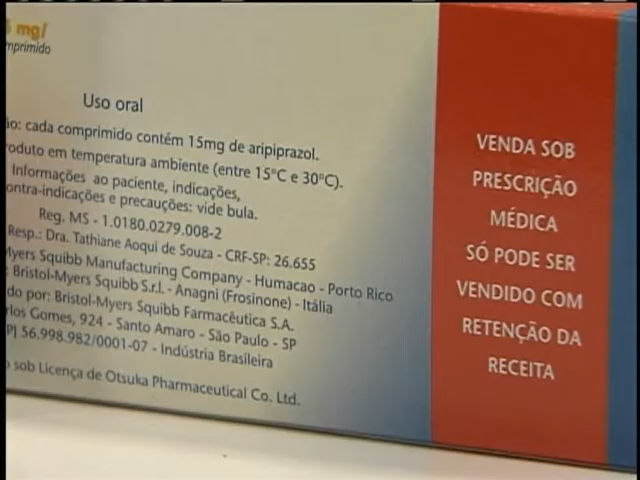 mg/
mprimido
Uso oral
ão: cada comprimido contém 15mg de aripiprazol.
roduto em temperatura ambiente (entre 15°C e 30°C).
Informações ao paciente, indicações,
ontra-indicações e precauções: vide bula.
Reg. MS - 1.0180.0279.008-2
Resp.: Dra. Tathiane Aoqui de Souza - CRF-SP: 26.655
Myers Squibb Manufacturing Company - Humacao - Porto Rico
: Bristol-Myers Squibb S.r.l. - Anagni (Frosinone) - Itália
do por: Bristol-Myers Squibb Farmacêutica S.A.
rlos Gomes, 924 - Santo Amaro - São Paulo - SP
PJ 56.998.982/0001-07 - Indústria Brasileira
o sob Licença de Otsuka Pharmaceutical Co. Ltd.
VENDA SOB
PRESCRIÇÃO
MÉDICA
SÓ PODE SER
VENDIDO COM
RETENÇÃO DA
RECEITA